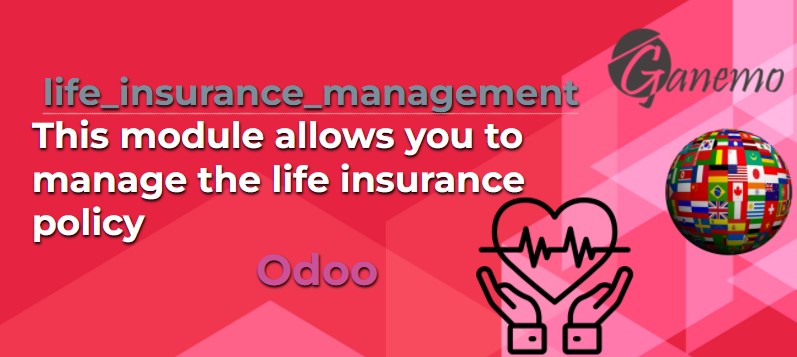 Ganemo
life_insurance_management
This module allows you to
manage the life insurance
policy
Odoo